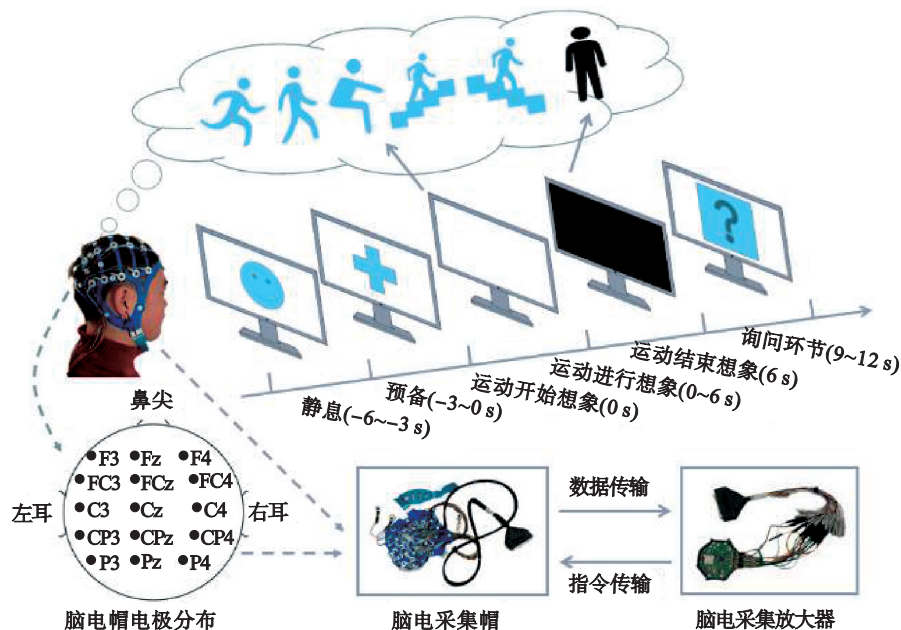 ?
静息(−6~−3 s)
预备(−3~0 s)
运动开始想象(0 s)
运动进行想象(0~6 s)
运动结束想象(6 s)
询问环节(9~12 s)
鼻尖
F3 Fz F4
FC3 FCz FC4
左耳 C3 Cz C4 右耳
CP3 CPz CP4
P3 Pz P4
脑电帽电极分布
数据传输
指令传输
脑电采集帽
脑电采集放大器